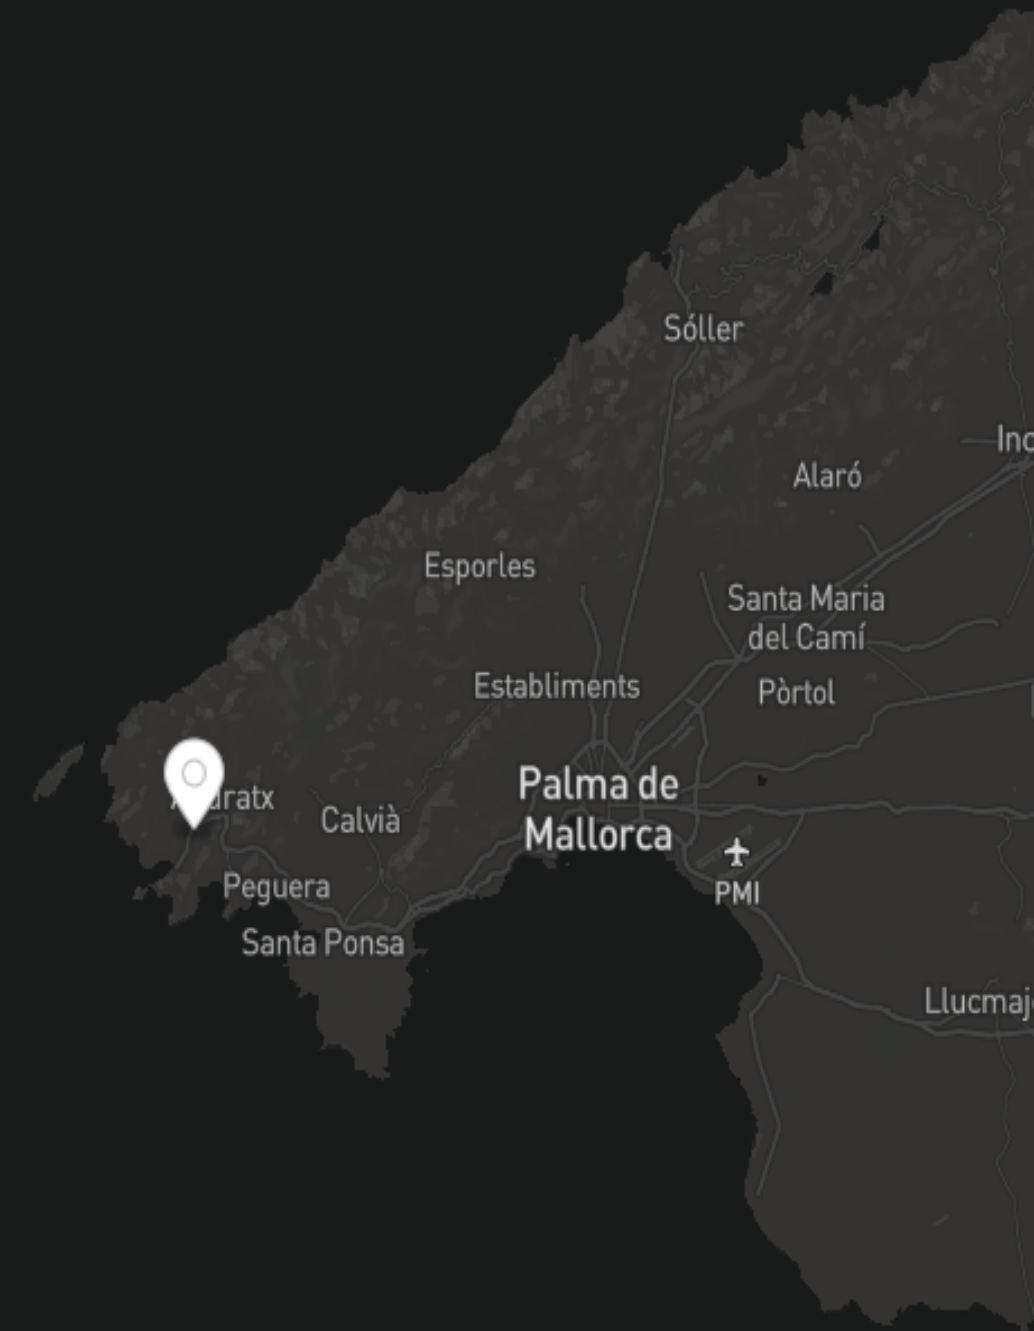 Sóller
Inc
Alaró
Esporles
Santa Maria
del Camí
Establiments
Pòrtol
Palma de
Mallorca
dratx
Calvià
PMI
Peguera
Santa Ponsa
Llucmaj